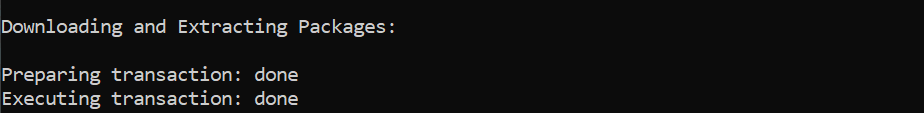 Downloading and Extracting Packages:
Preparing transaction: done
Executing transaction: done